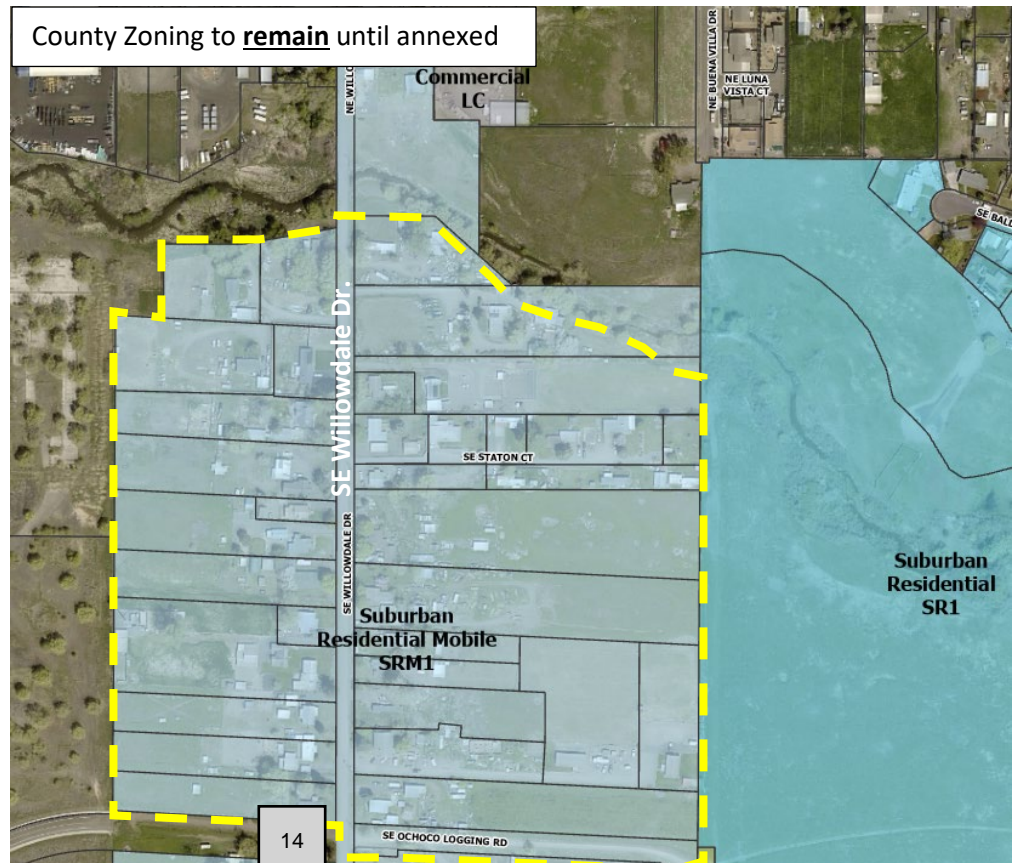 County Zoning to remain until annexed
Commercial
LC
NE WILLO
NE BUENA VILLA DR
NE LUNA
VISTA CT
SE BALD
SE Willowdale Dr.
SE STATON CT
SE WILLOWDALE DR
Suburban
Residential
SR1
Suburban
Residential Mobile
SRM1
14
SE OCHOCO LOGGING RD